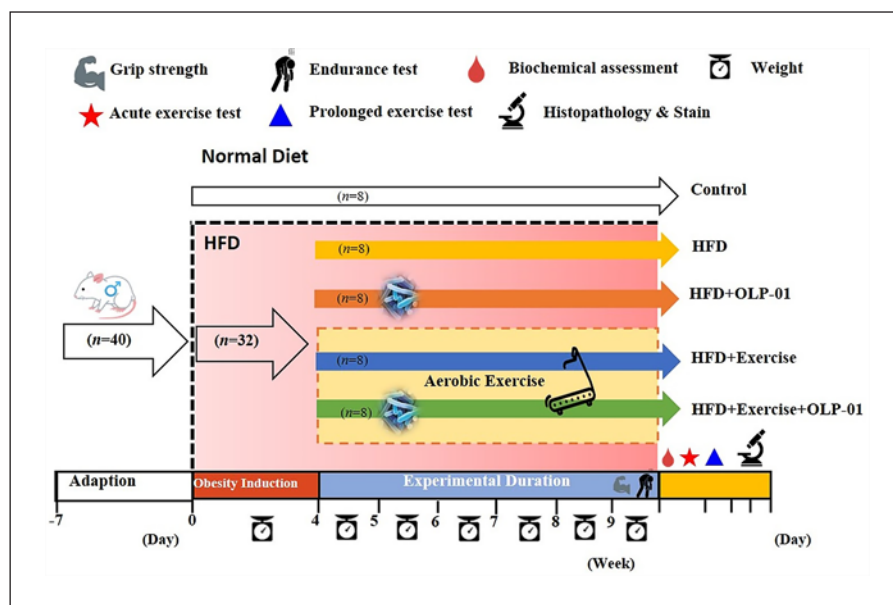 Grip strength
Endurance test
Biochemical assessment
Weight
Acute exercise test
Prolonged exercise test
Histopathology & Stain
Normal Diet
(n=8)
Control
HFD
(n=8)
HFD
(n=8)
HFD+OLP-01
(n=40)
(n=32)
(n=8)
HFD+Exercise
Aerobic Exercise
(n=8)
HFD+Exercise+OLP-01
Adaption
Obesity Induction
Experimental Duration
-7 0 4 5 6 7 8 9
(Day) (Week) (Day)